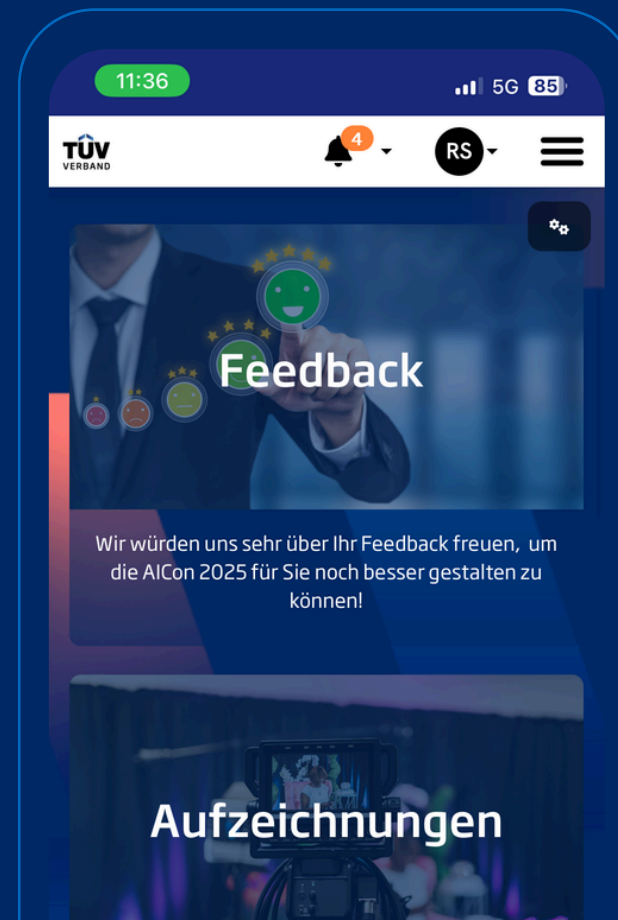 11:36
5G 85
TÜV
VERBAND
4
RS
Feedback
Wir würden uns sehr über Ihr Feedback freuen, um
die AICon 2025 für Sie noch besser gestalten zu
können!
Aufzeichnungen